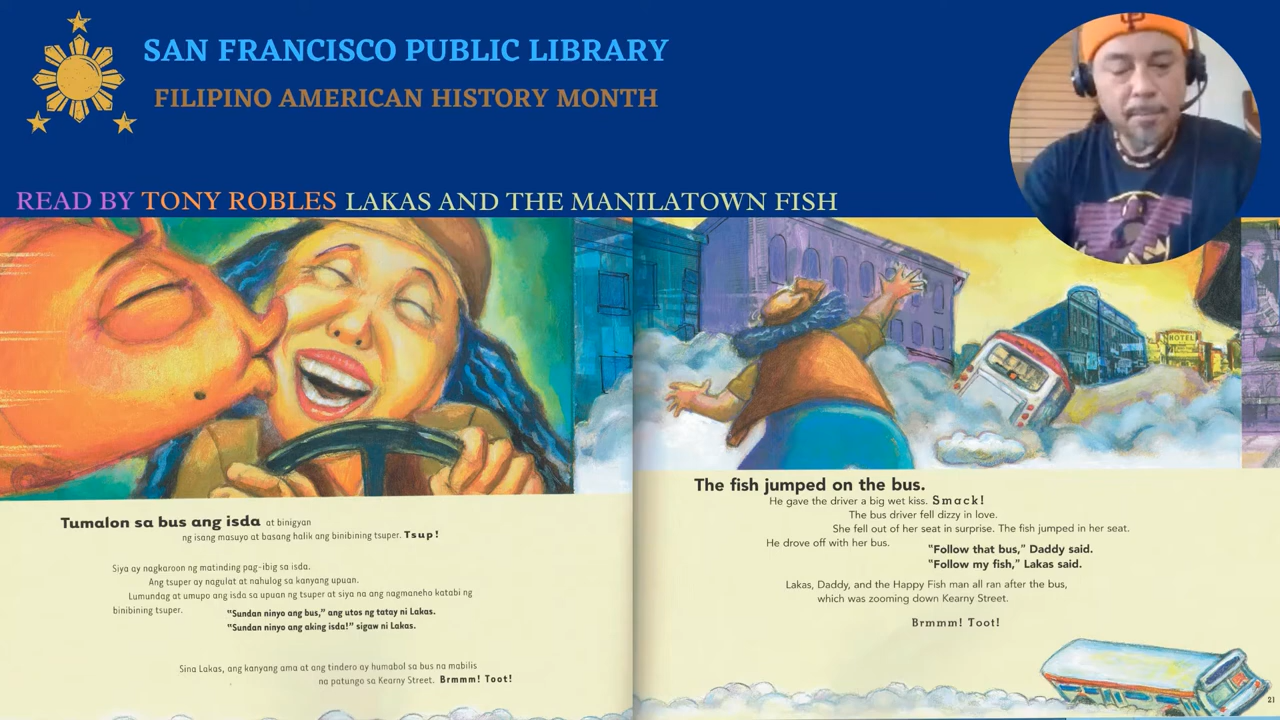 SAN FRANCISCO PUBLIC LIBRARY
FILIPINO AMERICAN HISTORY MONTH
READ BY TONY ROBLES LAKAS AND THE MANILATOWN FISH
Tumalon sa bus ang isda at binigyan
ng isang masuyo at basang halik ang binibining tsuper. Tsup!
Siya ay nagkaroon ng matinding pag-ibig sa isda.
Ang tsuper ay nagulat at nahulog sa kanyang upuan.
Lumundag at umupo ang isda sa upuan ng tsuper at siya na ang nagmaneho katabi ng
binibining tsuper.
"Sundan ninyo ang bus," ang utos ng tatay ni Lakas.
"Sundan ninyo ang aking isda!" sigaw ni Lakas.
Sina Lakas, ang kanyang ama at ang tindero ay humabol sa bus na mabilis
na patungo sa Kearny Street. Brmmm! Toot!
HOTEL
The fish jumped on the bus.
He gave the driver a big wet kiss. Smack!
The bus driver fell dizzy in love.
She fell out of her seat in surprise. The fish jumped in her seat.
He drove off with her bus.
"Follow that bus," Daddy said.
"Follow my fish," Lakas said.
Lakas, Daddy, and the Happy Fish man all ran after the bus,
which was zooming down Kearny Street.
Brmmm! Toot!
21